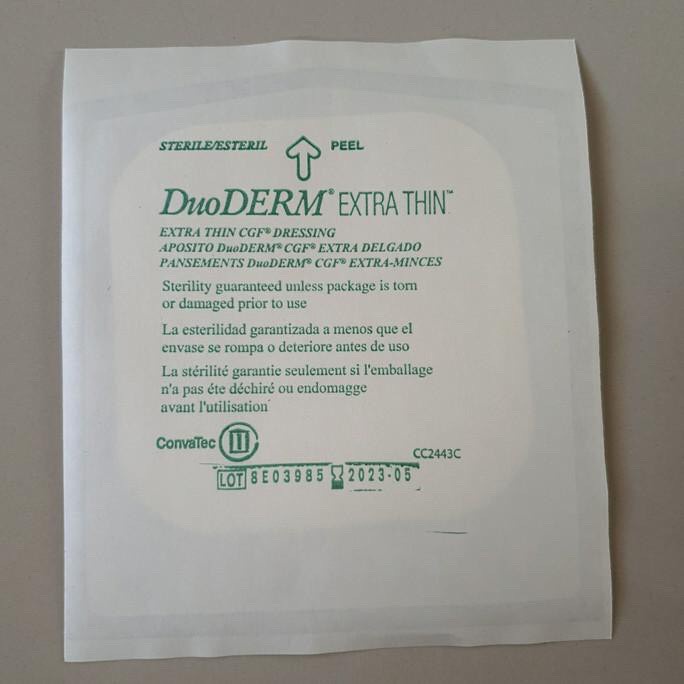 STERILE/ESTERIL PEEL
DuoDERM® EXTRA THIN™
EXTRA THIN CGF® DRESSING
APOSITO DuoDERM® CGF® EXTRA DELGADO
PANSEMENTS DuoDERM® CGF® EXTRA-MINCES
Sterility guaranteed unless package is torn
or damaged prior to use
La esterilidad garantizada a menos que el
envase se rompa o deteriore antes de uso
La stérilité garantie seulement si l'emballage
n'a pas éte déchiré ou endomagge
avant l'utilisation
ConvaTec
CC2443C
LOT 8E03985 2023-05